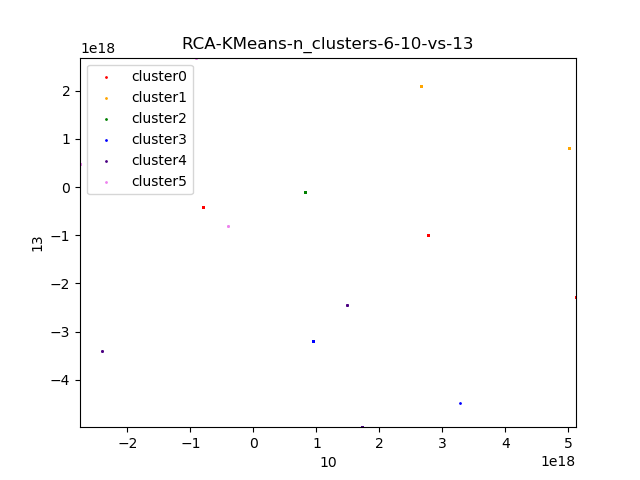 RCA-KMeans-n_clusters-6-10-vs-13
1e18
cluster0
cluster1
cluster2
cluster3
cluster4
cluster5
2
1
0
−1
−2
−3
−4
13
−2 −1 0 1 2 3 4 5
10
1e18